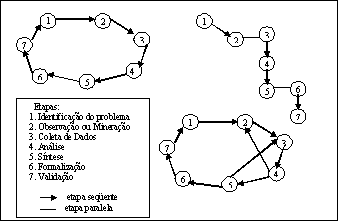 1
2
3
4
5
6
7
1
2
3
4
5
6
7
1
2
3
4
5
6
7
Etapas:
1. Identificação do problema
2. Observação ou Mineração
3. Coleta de Dados
4. Análise
5. Síntese
6. Formalização
7. Validação
etapa seqüente
etapa paralela